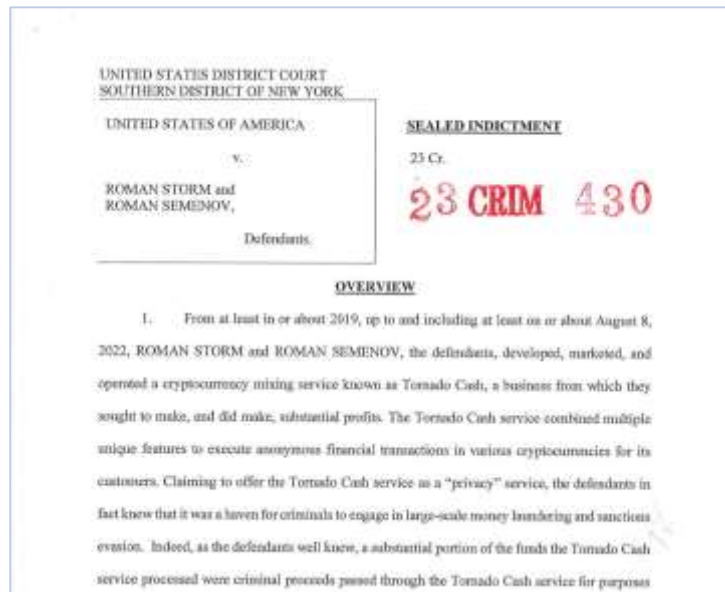 UNITED STATES DISTRICT COURT
SOUTHERN DISTRICT OF NEW YORK
UNITED STATES OF AMERICA
v.
ROMAN STORM and
ROMAN SEMENOV,
Defendants.
SEALED INDICTMENT
23 Cr.
23 CRIM 430
OVERVIEW
1. From at least in or about 2019, up to and including at least on or about August 8,
2022, ROMAN STORM and ROMAN SEMENOV, the defendants, developed, marketed, and
operated a cryptocurrency mixing service known as Tornado Cash, a business from which they
sought to make, and did make, substantial profits. The Tornado Cash service combined multiple
unique features to execute anonymous financial transactions in various cryptocurrencies for its
customers. Claiming to offer the Tornado Cash service as a “privacy” service, the defendants in
fact knew that it was a haven for criminals to engage in large-scale money laundering and sanctions
evasion. Indeed, as the defendants well knew, a substantial portion of the funds the Tornado Cash
service processed were criminal proceeds passed through the Tornado Cash service for purposes